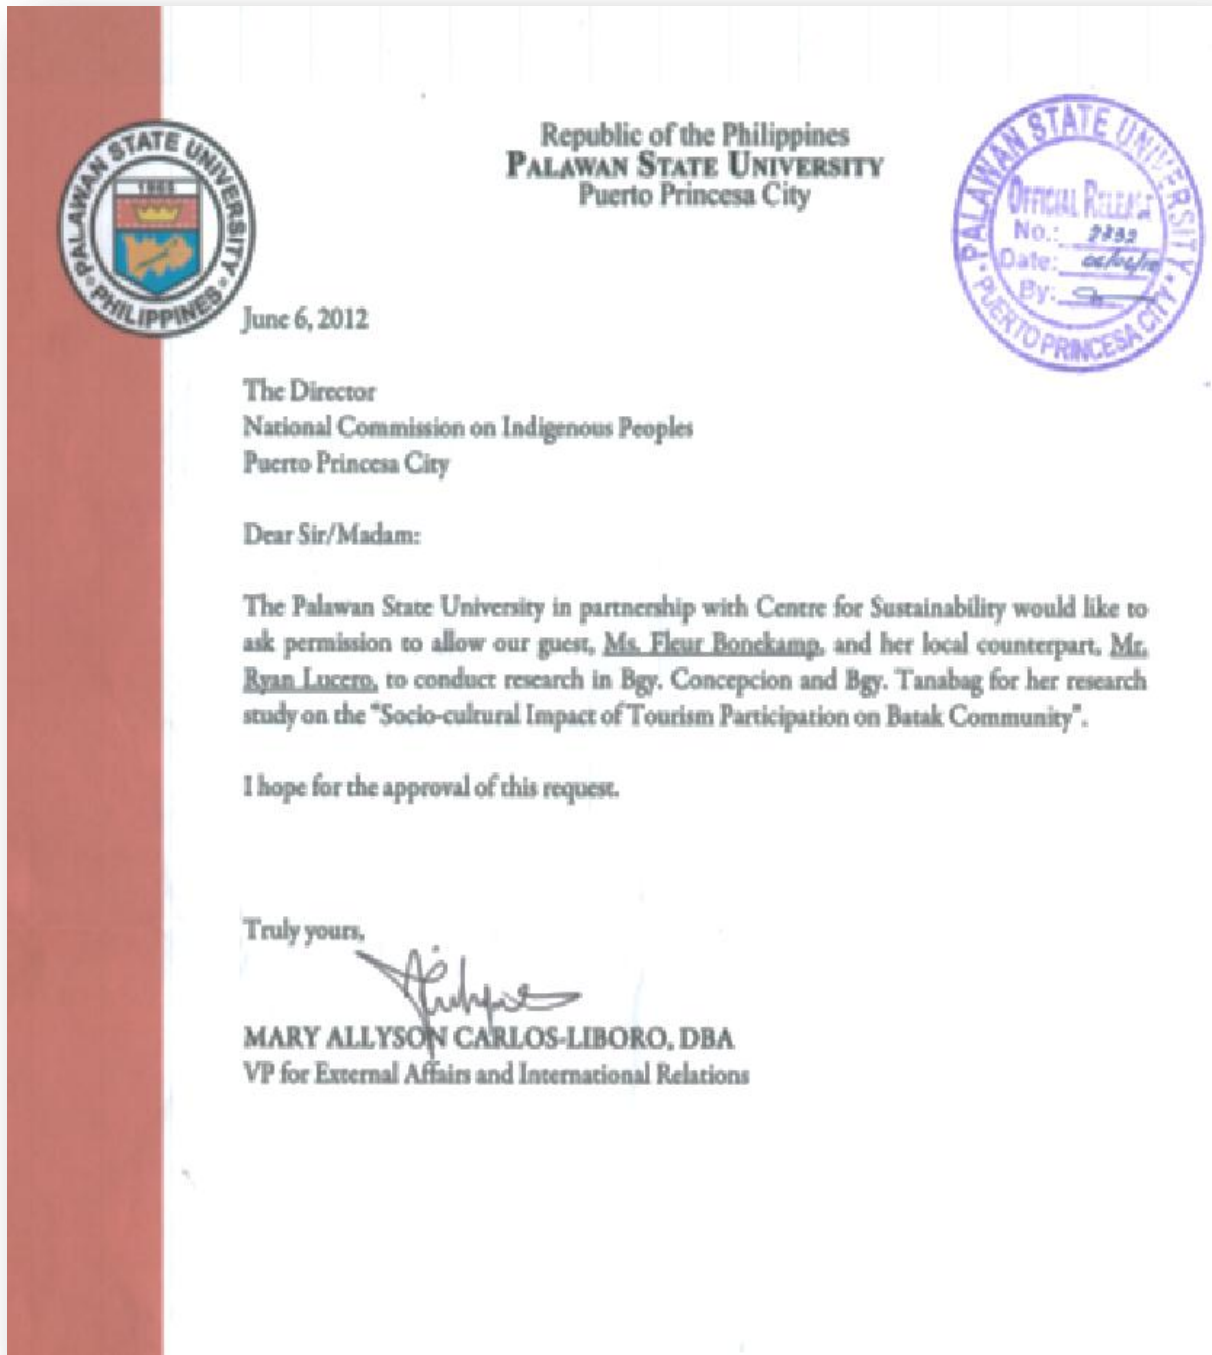 PALAWAN STATE UNIVERSITY
PHILIPPINES
1965
Republic of the Philippines
PALAWAN STATE UNIVERSITY
Puerto Princesa City
PALAWAN STATE UNIVERSITY
OFFICIAL RELEASE
No.:
Date: 06/06/12
By:
PUERTO PRINCESA CITY
June 6, 2012
The Director
National Commission on Indigenous Peoples
Puerto Princesa City
Dear Sir/Madam:
The Palawan State University in partnership with Centre for Sustainability would like to
ask permission to allow our guest, Ms. Fleur Bonekamp, and her local counterpart, Mr.
Ryan Lucero, to conduct research in Bgy. Concepcion and Bgy. Tanabag for her research
study on the "Socio-cultural Impact of Tourism Participation on Batak Community".
I hope for the approval of this request.
Truly yours,
MARY ALLYSON CARLOS-LIBORO, DBA
VP for External Affairs and International Relations